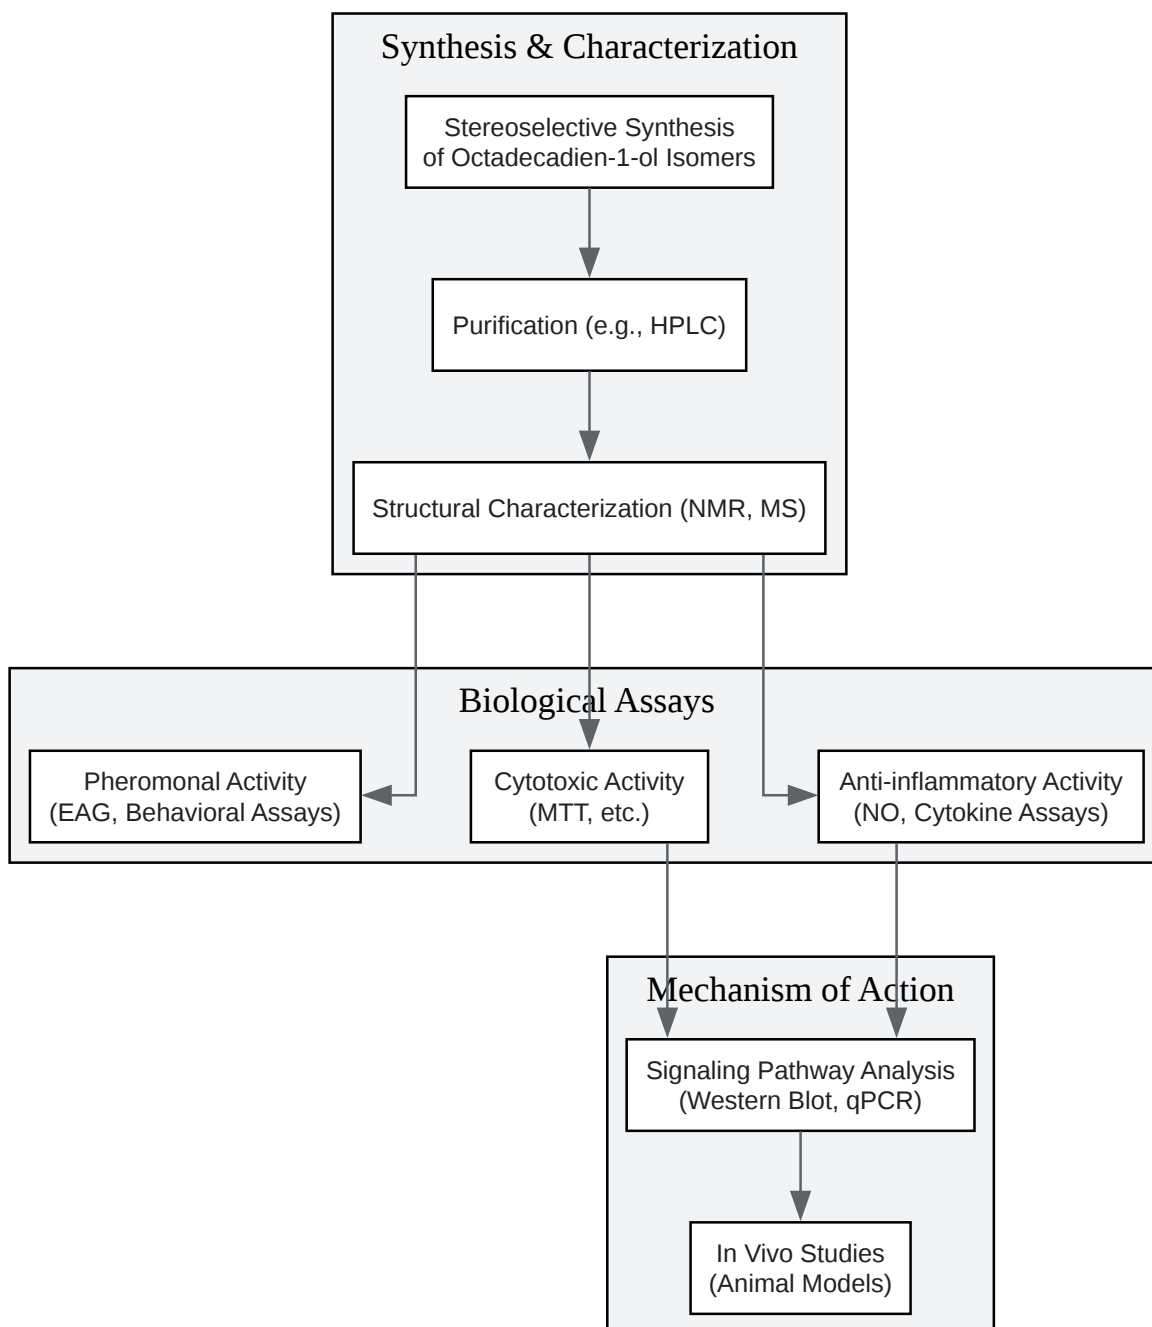 Synthesis & Characterization
Stereoselective Synthesis
of Octadecadien-1-ol Isomers
Purification (e.g., HPLC)
Structural Characterization (NMR, MS)
Biological Assays
Pheromonal Activity
(EAG, Behavioral Assays)
Cytotoxic Activity
(MTT, etc.)
Anti-inflammatory Activity
(NO, Cytokine Assays)
Mechanism of Action
Signaling Pathway Analysis
(Western Blot, qPCR)
In Vivo Studies
(Animal Models)